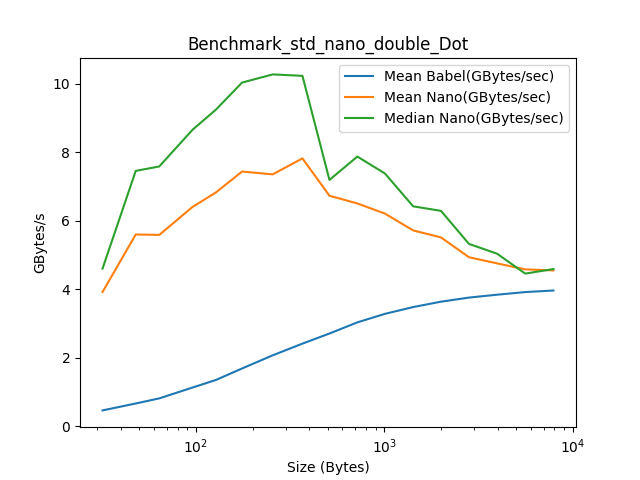 Benchmark_std_nano_double_Dot
Mean Babel(GBytes/sec)
Mean Nano(GBytes/sec)
Median Nano(GBytes/sec)
GBytes/s
10
8
6
4
2
0
10²
10³
10⁴
Size (Bytes)